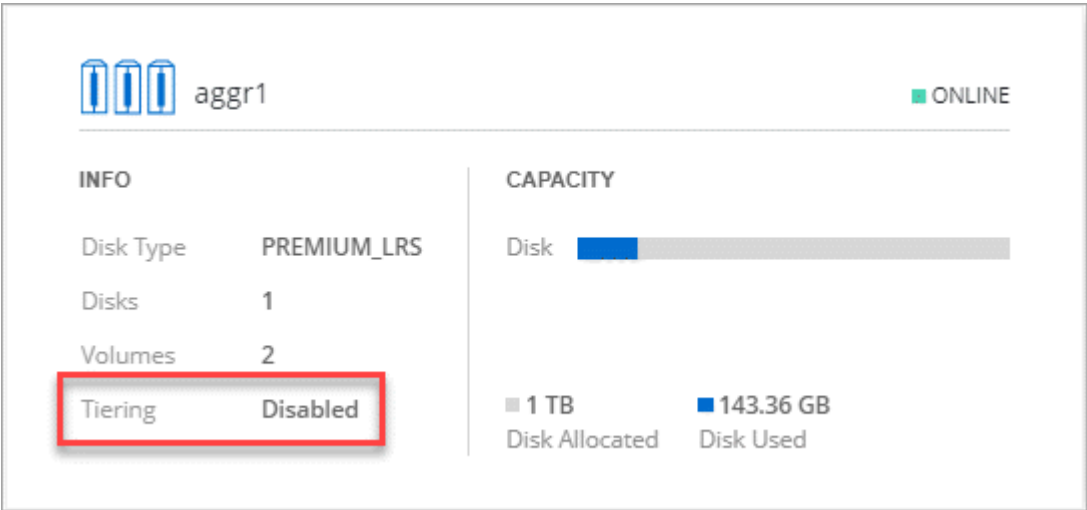 aggr1
ONLINE
INFO
Disk Type PREMIUM_LRS
Disks 1
Volumes 2
Tiering Disabled
CAPACITY
Disk
1 TB
Disk Allocated
143.36 GB
Disk Used